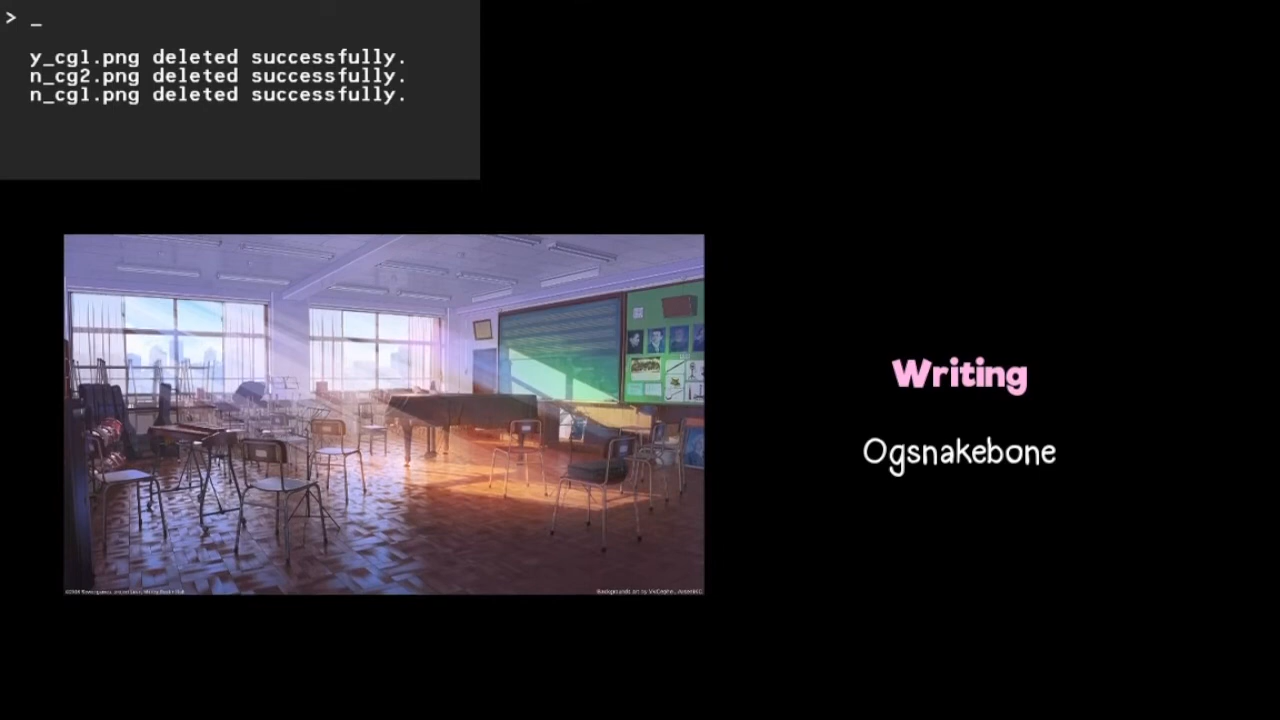 > _
y_cg1.png deleted successfully.
n_cg2.png deleted successfully.
n_cg1.png deleted successfully.
Writing
Ogsnakebone